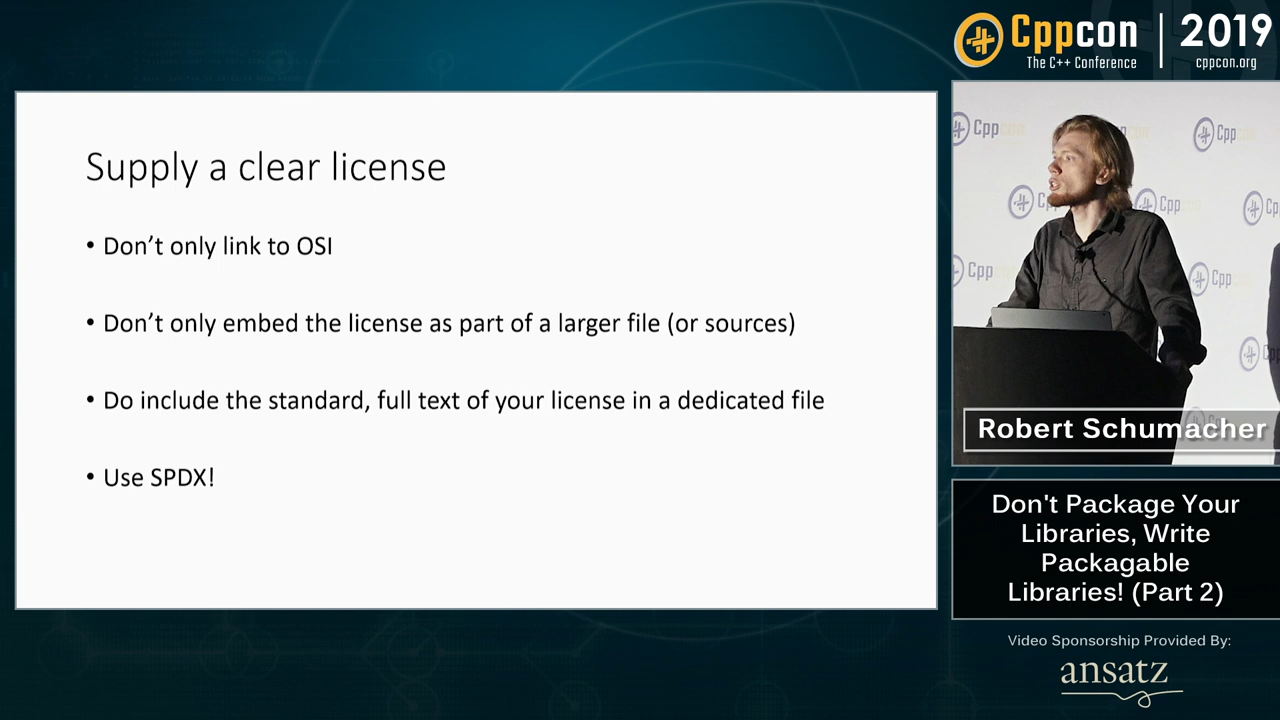 Cppcon | 2019
The C++ Conference
cppcon.org
Supply a clear license
• Don’t only link to OSI
• Don’t only embed the license as part of a larger file (or sources)
• Do include the standard, full text of your license in a dedicated file
• Use SPDX!
Robert Schumacher
Don't Package Your
Libraries, Write
Packagable
Libraries! (Part 2)
Video Sponsorship Provided By:
ansatz